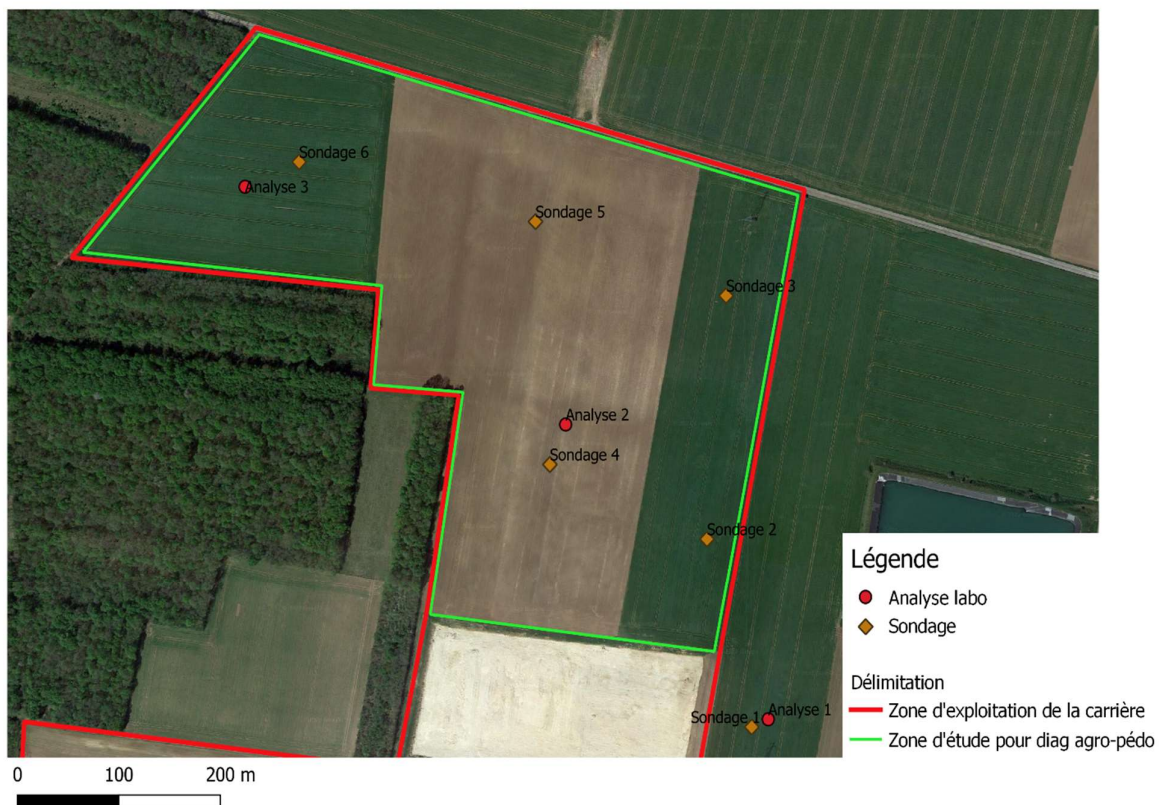 Sondage 6
Analyse 3
Sondage 5
Sondage 3
Analyse 2
Sondage 4
Sondage 2
Sondage 1
Analyse 1
Légende
Analyse labo
Sondage
Délimitation
Zone d'exploitation de la carrière
Zone d'étude pour diag agro-pédo
0 100 200 m